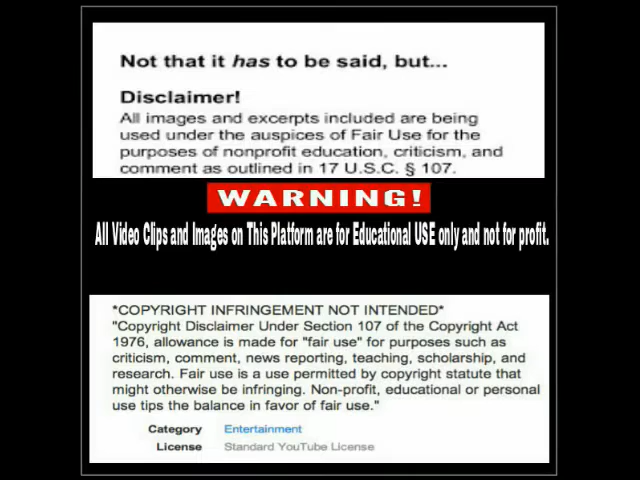 Not that it has to be said, but...
Disclaimer!
All images and excerpts included are being
used under the auspices of Fair Use for the
purposes of nonprofit education, criticism, and
comment as outlined in 17 U.S.C. § 107.
WARNING!
All Video Clips and Images on This Platform are for Educational USE only and not for profit.
*COPYRIGHT INFRINGEMENT NOT INTENDED*
"Copyright Disclaimer Under Section 107 of the Copyright Act
1976, allowance is made for "fair use" for purposes such as
criticism, comment, news reporting, teaching, scholarship, and
research. Fair use is a use permitted by copyright statute that
might otherwise be infringing. Non-profit, educational or personal
use tips the balance in favor of fair use."
Category Entertainment
License Standard YouTube License